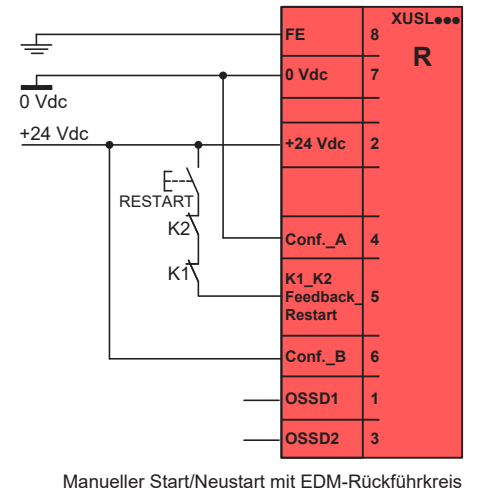 XUSL●●●
R
FE 8
0 Vdc 7
0 Vdc
+24 Vdc
+24 Vdc 2
RESTART
K2
Conf._A 4
K1
K1_K2
Feedback_ 5
Restart
Conf._B 6
OSSD1 1
OSSD2 3
Manueller Start/Neustart mit EDM-Rückführkreis